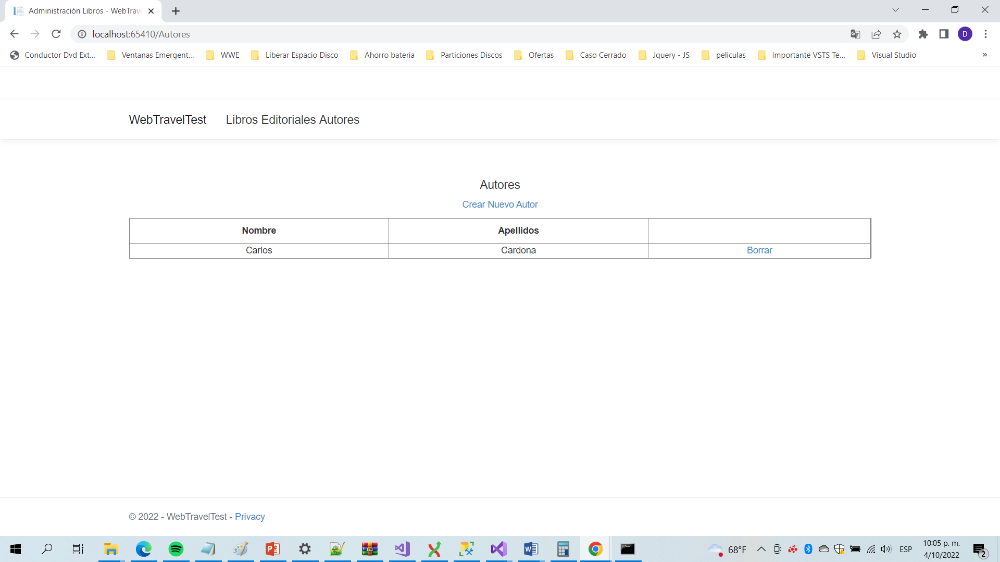 Administración Libros - WebTrave
localhost:65410/Autores
D
Conductor Dvd Ext... Ventanas Emergent... WWE Liberar Espacio Disco Ahorro bateria Particiones Discos Ofertas Caso Cerrado Jquery - JS peliculas Importante VSTS Te... Visual Studio »
WebTravelTest Libros Editoriales Autores
Autores
Crear Nuevo Autor
Nombre Apellidos
Carlos Cardona Borrar
© 2022 - WebTravelTest - Privacy
68°F ESP 10:05 p. m.
4/10/2022
2